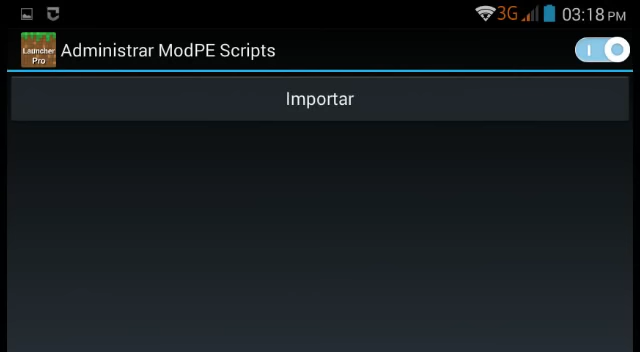 3G 03:18 PM
Launcher
Pro
Administrar ModPE Scripts
Importar